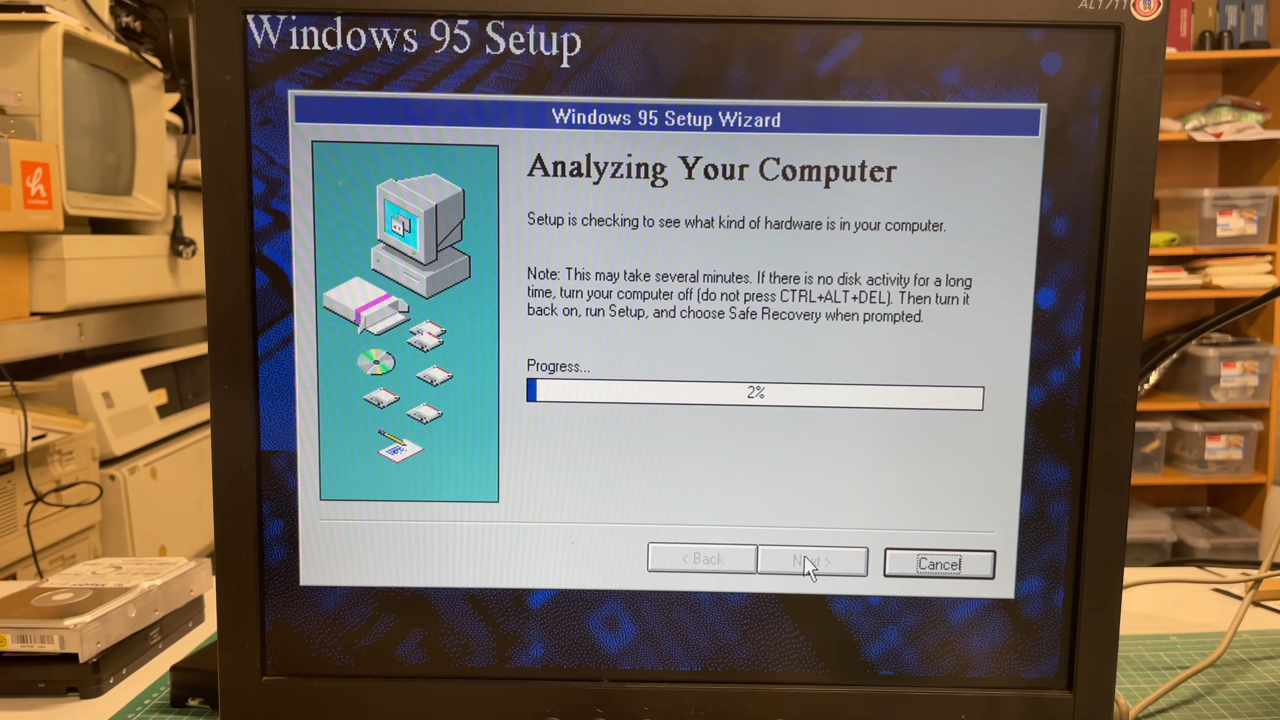 AL1711
Windows 95 Setup
Windows 95 Setup Wizard
Analyzing Your Computer
Setup is checking to see what kind of hardware is in your computer.
Note: This may take several minutes. If there is no disk activity for a long
time, turn your computer off (do not press CTRL+ALT+DEL). Then turn it
back on, run Setup, and choose Safe Recovery when prompted.
Progress...
2%
< Back
Next >
Cancel